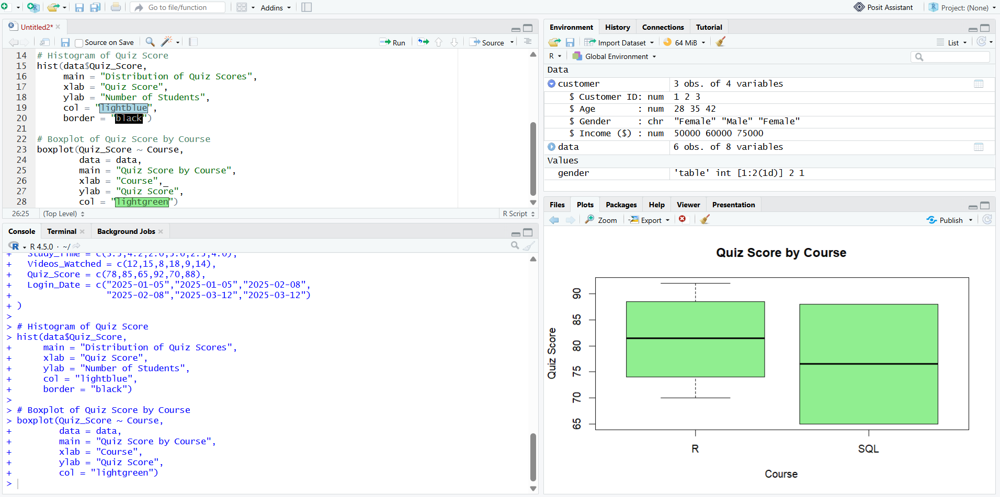 Go to file/function
Addins
Posit Assistant
Project: (None)
Untitled2*
Source on Save
Run
Source
14 # Histogram of Quiz Score
15 hist(data$Quiz_Score,
16 main = "Distribution of Quiz Scores",
17 xlab = "Quiz Score",
18 ylab = "Number of Students",
19 col = "lightblue",
20 border = "black")
21
22 # Boxplot of Quiz Score by Course
23 boxplot(Quiz_Score ~ Course,
24 data = data,
25 main = "Quiz Score by Course",
26 xlab = "Course",
27 ylab = "Quiz Score",
28 col = "lightgreen")
26:25 (Top Level) R Script
Console Terminal Background Jobs
R 4.5.0 · ~/
+ Study_Time = c(3.5,4.2,2.0,5.0,2.5,4.0),
+ Videos_Watched = c(12,15,8,18,9,14),
+ Quiz_Score = c(78,85,65,92,70,88),
+ Login_Date = c("2025-01-05","2025-01-05","2025-02-08",
+ "2025-02-08","2025-03-12","2025-03-12")
+ )
>
> # Histogram of Quiz Score
> hist(data$Quiz_Score,
+ main = "Distribution of Quiz Scores",
+ xlab = "Quiz Score",
+ ylab = "Number of Students",
+ col = "lightblue",
+ border = "black")
>
> # Boxplot of Quiz Score by Course
> boxplot(Quiz_Score ~ Course,
+ data = data,
+ main = "Quiz Score by Course",
+ xlab = "Course",
+ ylab = "Quiz Score",
+ col = "lightgreen")
>
Environment History Connections Tutorial
Import Dataset 64 MiB List
R Global Environment
Data
customer 3 obs. of 4 variables
$ Customer ID: num 1 2 3
$ Age : num 28 35 42
$ Gender : chr "Female" "Male" "Female"
$ Income ($) : num 50000 60000 75000
data 6 obs. of 8 variables
Values
gender 'table' int [1:2(1d)] 2 1
Files Plots Packages Help Viewer Presentation
Zoom Export Publish
Quiz Score by Course
Quiz Score
90
85
80
75
70
65
R SQL
Course